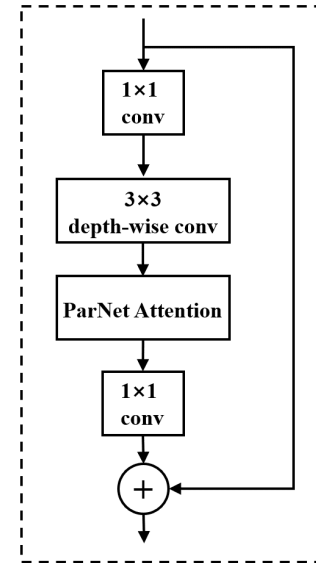 1×1
conv
3×3
depth-wise conv
ParNet Attention
1×1
conv
+